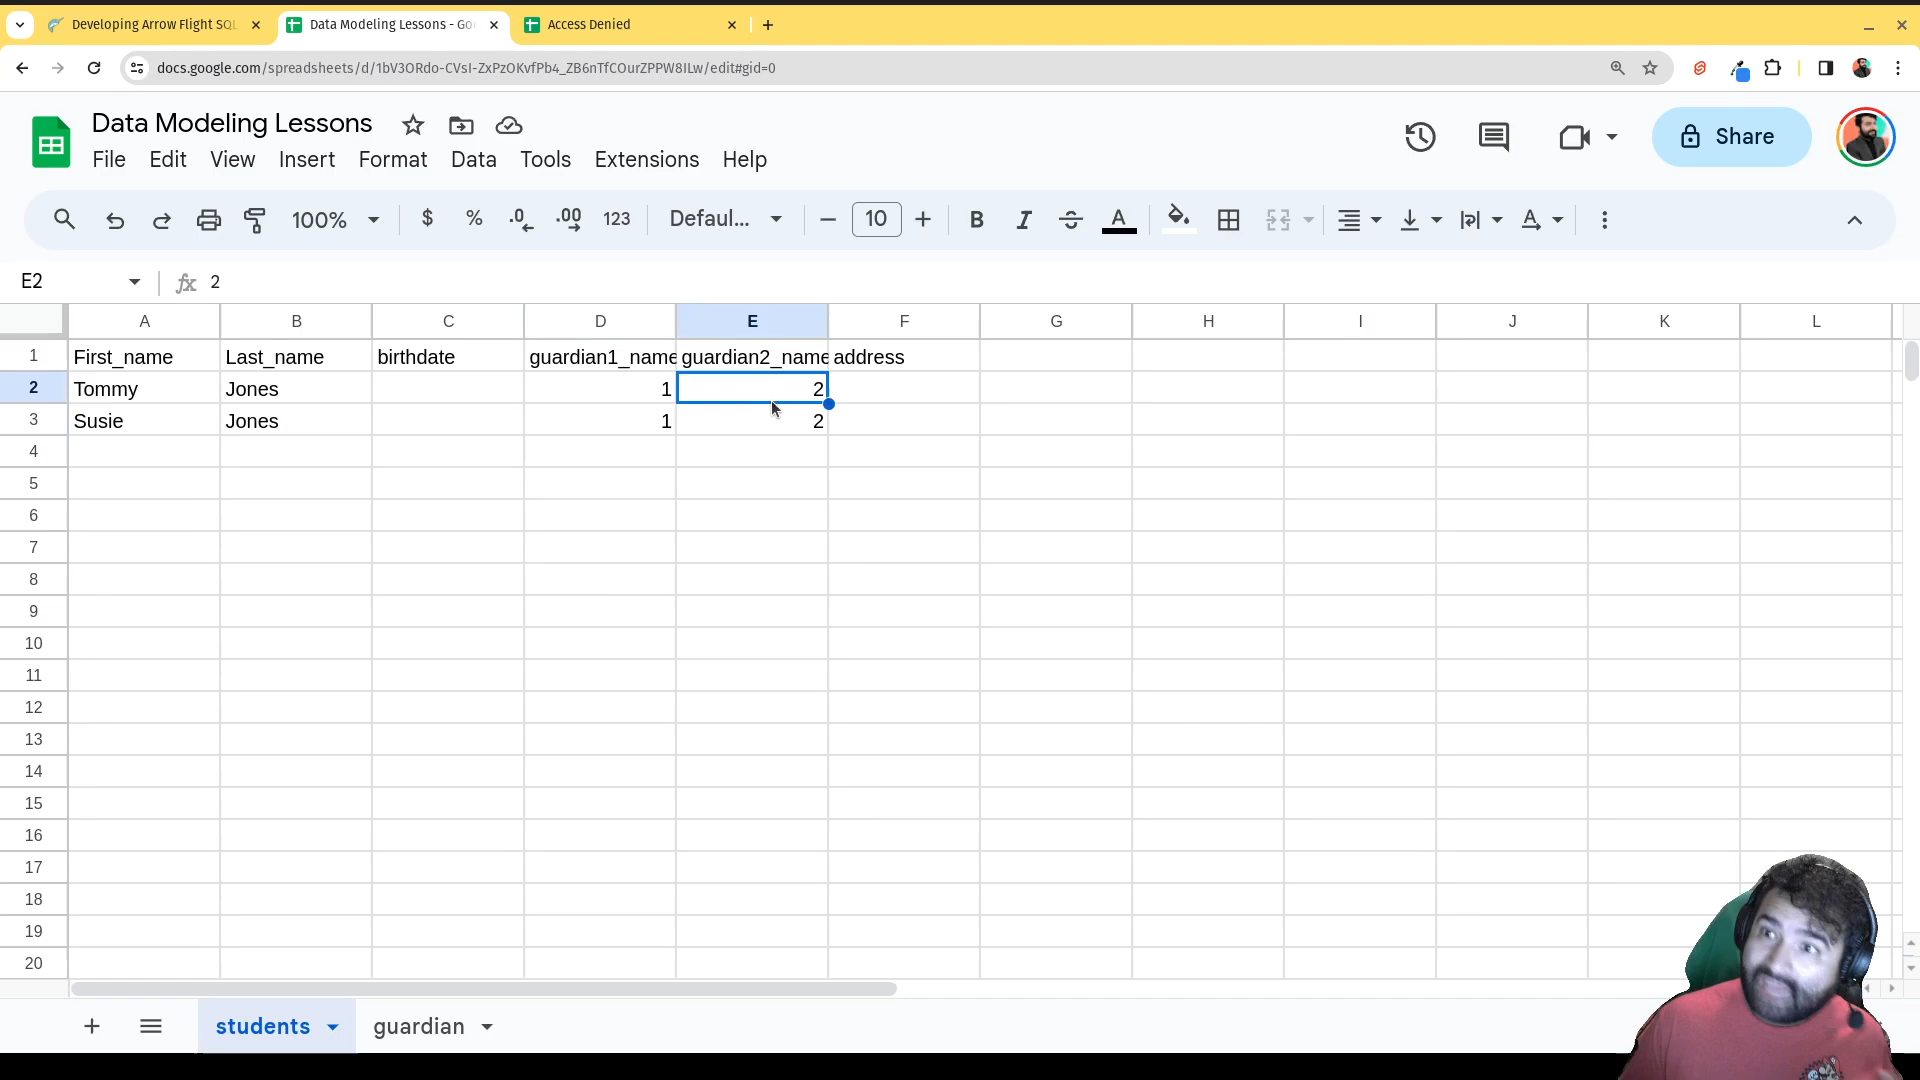 Developing Arrow Flight SQL
Data Modeling Lessons - Go
Access Denied
docs.google.com/spreadsheets/d/1bV3ORdo-CVsI-ZxPzOKvfPb4_ZB6nTfCOurZPPW8ILw/edit#gid=0
Data Modeling Lessons
File Edit View Insert Format Data Tools Extensions Help
Share
100% $ % .0 .00 123 Defaul... 10 B I S A A
E2 fx 2
A B C D E F G H I J K L
1 First_name Last_name birthdate guardian1_name guardian2_name address
2 Tommy Jones 1 2
3 Susie Jones 1 2
4
5
6
7
8
9
10
11
12
13
14
15
16
17
18
19
20
students guardian